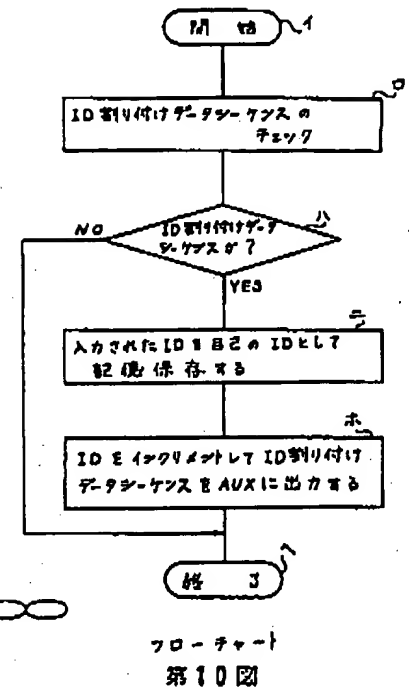 開 始
イ
ロ
ID割り付けデータシーケンスの
チェック
ハ
NO
ID割り付けデータ
シーケンスか？
YES
ニ
入力されたIDを自己のIDとして
記憶保存する
ホ
IDをインクリメントしてID割り付け
データシーケンスをAUXに出力する
ヘ
終 了
フローチャート
第10図